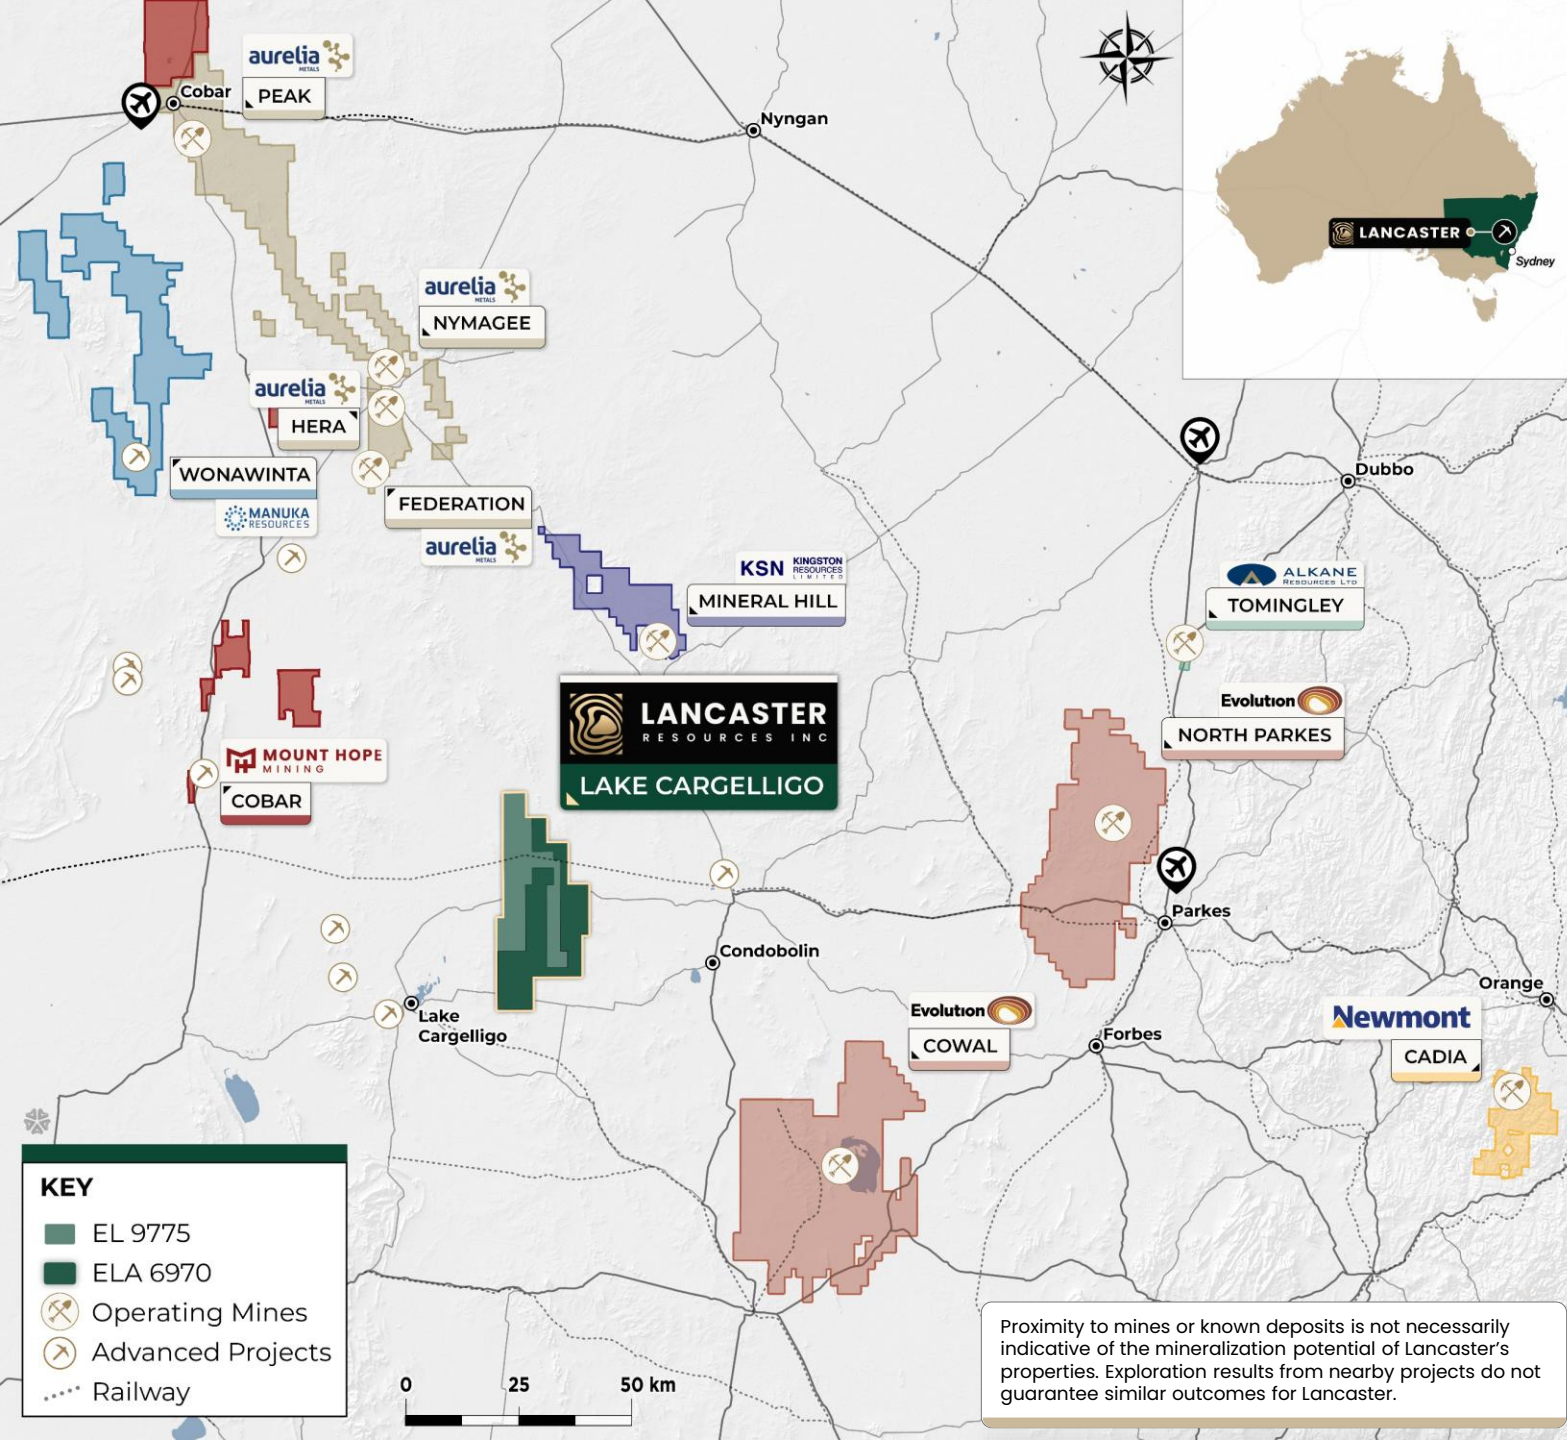 aurelia
METALS
PEAK
Cobar
Nyngan
LANCASTER
Sydney
aurelia
METALS
NYMAGEE
aurelia
METALS
HERA
WONAWINTA
MANUKA
RESOURCES
FEDERATION
aurelia
METALS
Dubbo
KSN KINGSTON
RESOURCES
LIMITED
MINERAL HILL
ALKANE
RESOURCES LTD
TOMINGLEY
LANCASTER
RESOURCES INC
LAKE CARGELLIGO
Evolution
NORTH PARKES
MOUNT HOPE
MINING
COBAR
Parkes
Condobolin
Orange
Lake
Cargelligo
Evolution
COWAL
Forbes
Newmont
CADIA
KEY
EL 9775
ELA 6970
Operating Mines
Advanced Projects
Railway
0 25 50 km
Proximity to mines or known deposits is not necessarily
indicative of the mineralization potential of Lancaster’s
properties. Exploration results from nearby projects do not
guarantee similar outcomes for Lancaster.